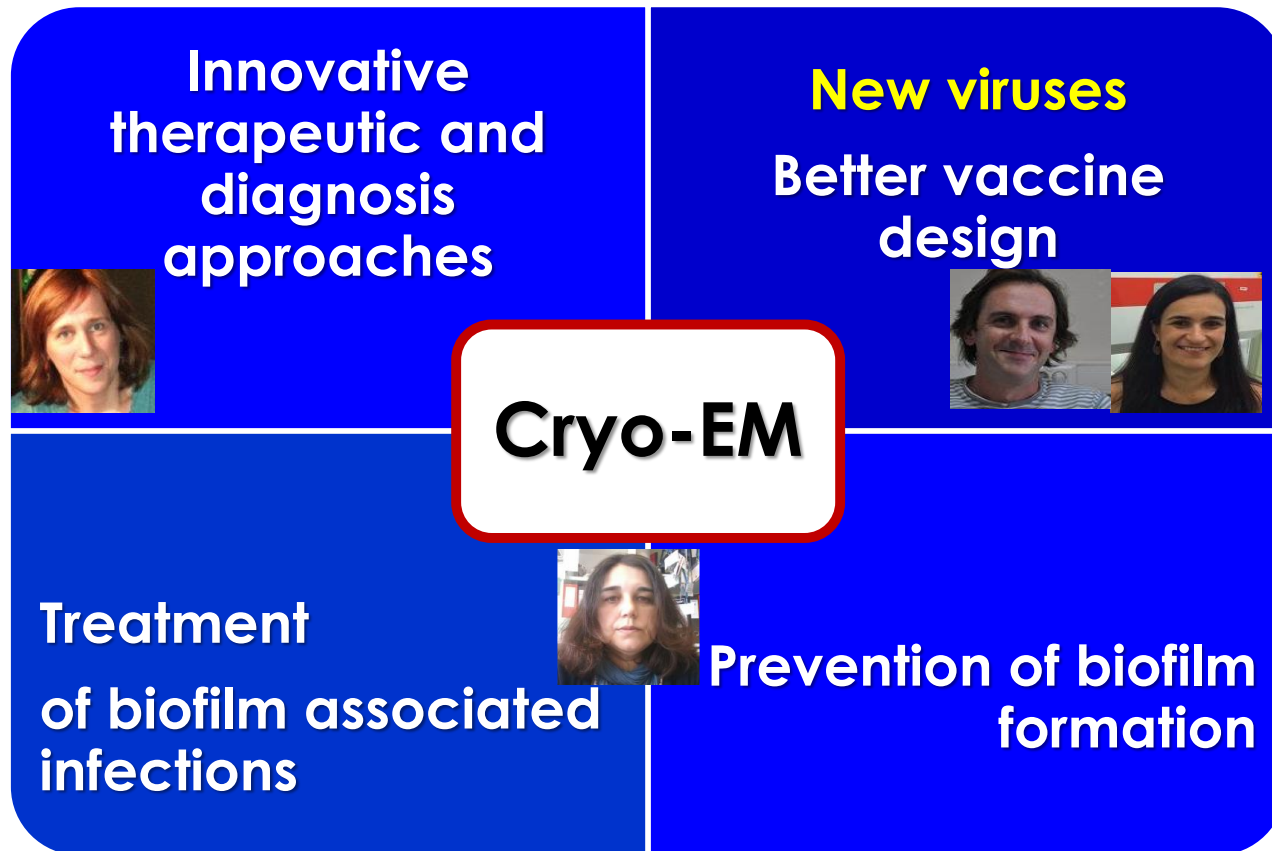 Innovative
therapeutic and
diagnosis
approaches
New viruses
Better vaccine
design
Cryo-EM
Treatment
of biofilm associated
infections
Prevention of biofilm
formation